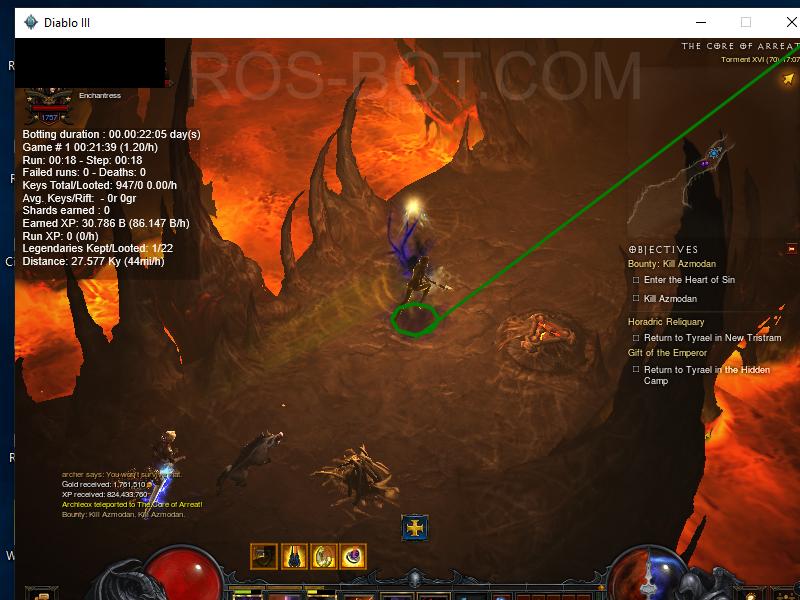 Diablo III
ROS-BOT.COM
THE CORE OF ARREAT
Torment XVI (70)
Enchantress
1757
Botting duration : 00.00:22:05 day(s)
Game # 1 00:21:39 (1.20/h)
Run: 00:18 - Step: 00:18
Failed runs: 0 - Deaths: 0
Keys Total/Looted: 947/0 0.00/h
Avg. Keys/Rift: - 0r 0gr
Shards earned : 0
Earned XP: 30.786 B (86.147 B/h)
Run XP: 0 (0/h)
Legendaries Kept/Looted: 1/22
Distance: 27.577 Ky (44mi/h)
OBJECTIVES
Bounty: Kill Azmodan
Enter the Heart of Sin
Kill Azmodan
Horadric Reliquary
Return to Tyrael in New Tristram
Gift of the Emperor
Return to Tyrael in the Hidden
Camp
archer says: You won't
Gold received: 1,761,510
XP received: 824,433,760
Archleox teleported to The Core of Arreat!
Bounty: Kill Azmodan, Kill Azmodan.